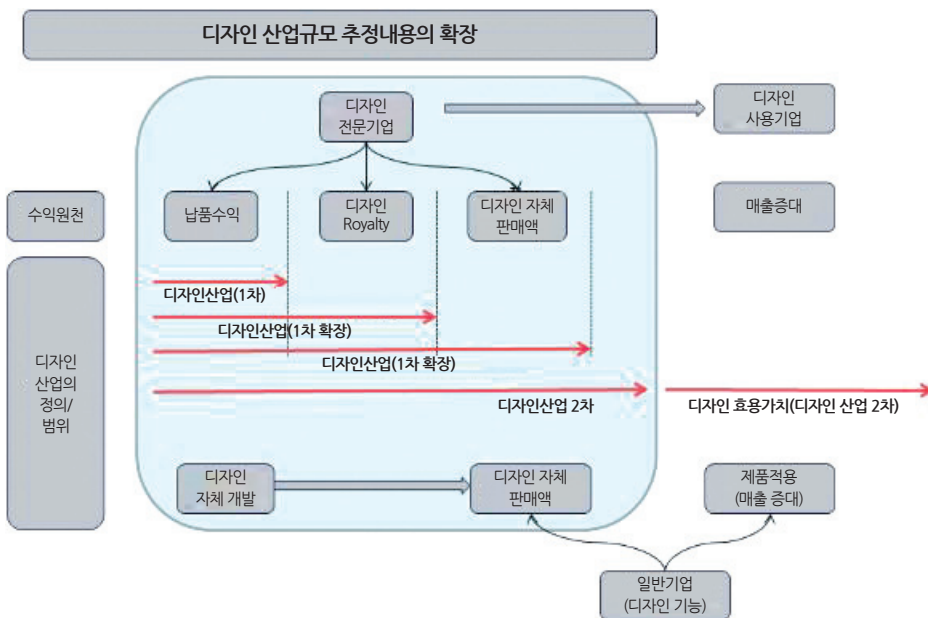 디자인 산업규모 추정내용의 확장
디자인
전문기업
디자인
사용기업
수익원천
납품수익
디자인
Royalty
디자인 자체
판매액
매출증대
디자인
산업의
정의/
범위
디자인산업(1차)
디자인산업(1차 확장)
디자인산업(1차 확장)
디자인산업 2차
디자인 효용가치(디자인 산업 2차)
디자인
자체 개발
디자인 자체
판매액
제품적용
(매출 증대)
일반기업
(디자인 기능)